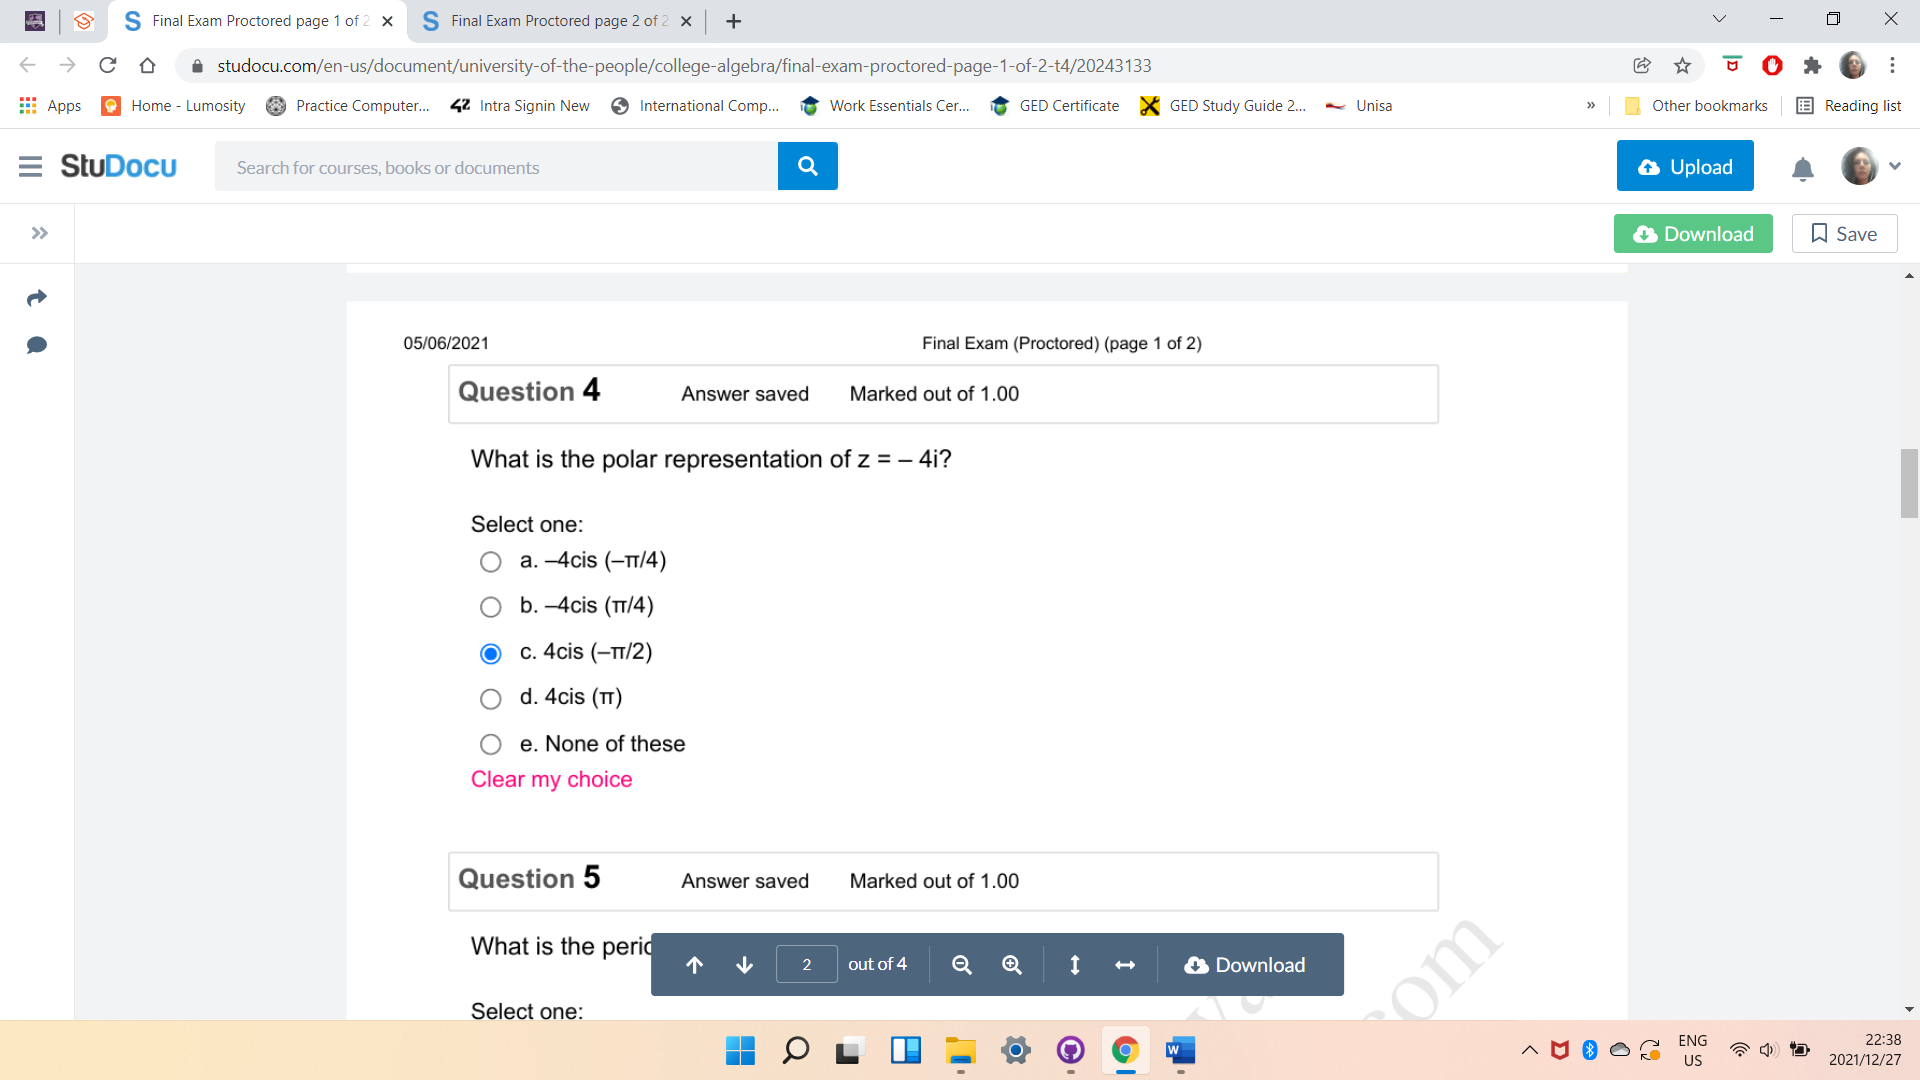 Final Exam Proctored page 1 of 2
Final Exam Proctored page 2 of 2
studocu.com/en-us/document/university-of-the-people/college-algebra/final-exam-proctored-page-1-of-2-t4/20243133
Apps
Home - Lumosity
Practice Computer...
Intra Signin New
International Comp...
Work Essentials Cer...
GED Certificate
GED Study Guide 2...
Unisa
»
Other bookmarks
Reading list
StuDocu
Search for courses, books or documents
Upload
Download
Save
05/06/2021
Final Exam (Proctored) (page 1 of 2)
Question 4 Answer saved Marked out of 1.00
What is the polar representation of z = – 4i?
Select one:
a. –4cis (–π/4)
b. –4cis (π/4)
c. 4cis (–π/2)
d. 4cis (π)
e. None of these
Clear my choice
Question 5 Answer saved Marked out of 1.00
What is the
2 out of 4
Download
Select one:
ENG
US
22:38
2021/12/27